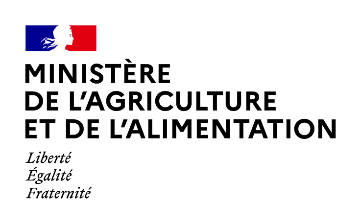 MINISTÈRE
DE L'AGRICULTURE
ET DE L'ALIMENTATION
Liberté
Égalité
Fraternité